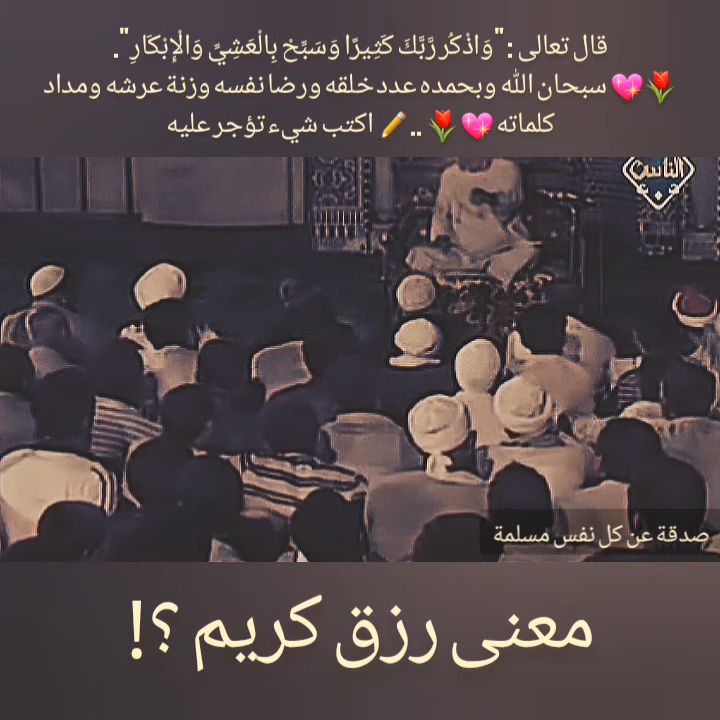 قال تعالى : "وَاذْكُر رَّبَّكَ كَثِيرًا وَسَبِّحْ بِالْعَشِيِّ وَالْإِبْكَارِ".
🌷💖 سبحان الله وبحمده عدد خلقه ورضا نفسه وزنة عرشه ومداد
كلماته 💖🌷 .. ✏️ اكتب شيء تؤجر عليه
الناس
صدقة عن كل نفس مسلمة
معنى رزق كريم ؟!